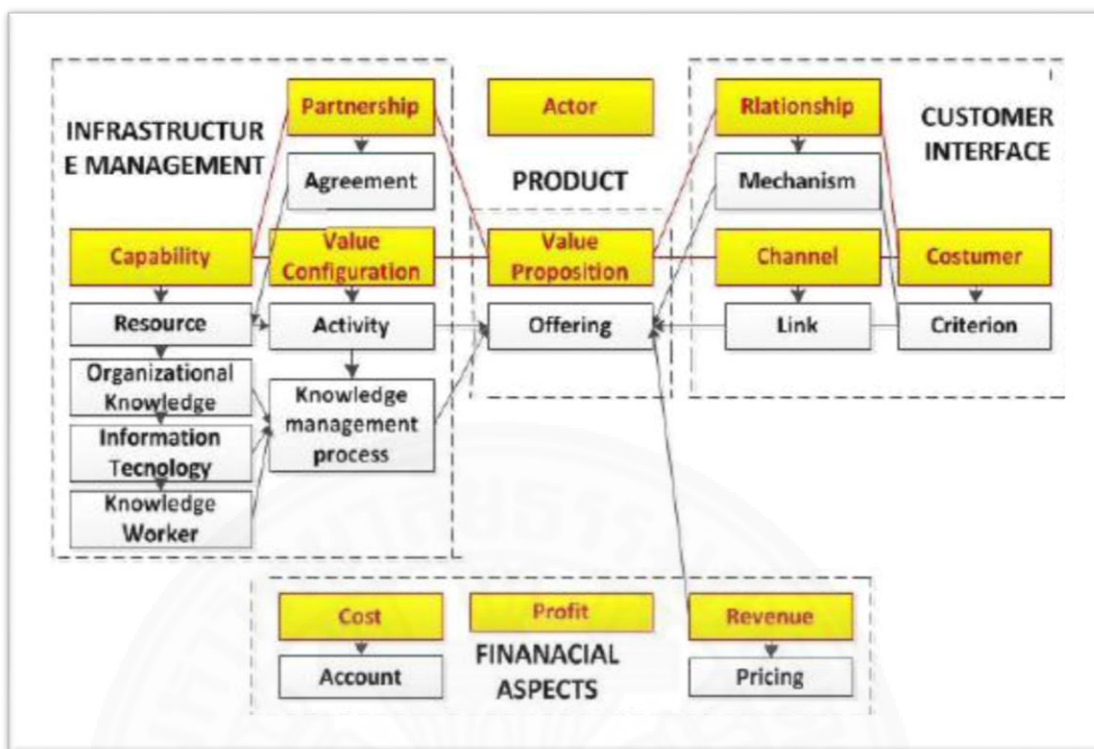 INFRASTRUCTUR
E MANAGEMENT
Partnership
Agreement
Capability
Value
Configuration
Resource
Activity
Organizational
Knowledge
Information
Tecnology
Knowledge
Worker
Knowledge
management
process
Actor
PRODUCT
Value
Proposition
Offering
Rlationship
CUSTOMER
INTERFACE
Mechanism
Channel
Costumer
Link
Criterion
Cost
Account
Profit
FINANACIAL
ASPECTS
Revenue
Pricing